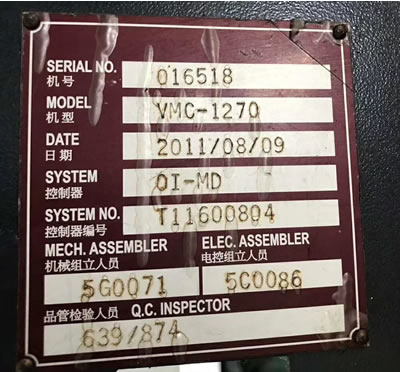 SERIAL NO. 016518
机号
MODEL VMC-1270
机型
DATE 2011/08/09
日期
SYSTEM OI-MD
控制器
SYSTEM NO. T11600804
控制器编号
MECH. ASSEMBLER ELEC. ASSEMBLER
机械组立人员 电控组立人员
5G0071 5C0086
品管检验人员 Q.C. INSPECTOR
639/874